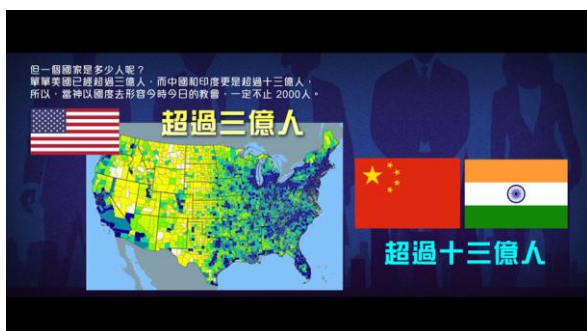 但一個國家是多少人呢？
單單美國已經超過三億人，而中國和印度更是超過十三億人，
所以，當神以國度去形容今時今日的教會，一定不止 2000人。
超過三億人
超過十三億人